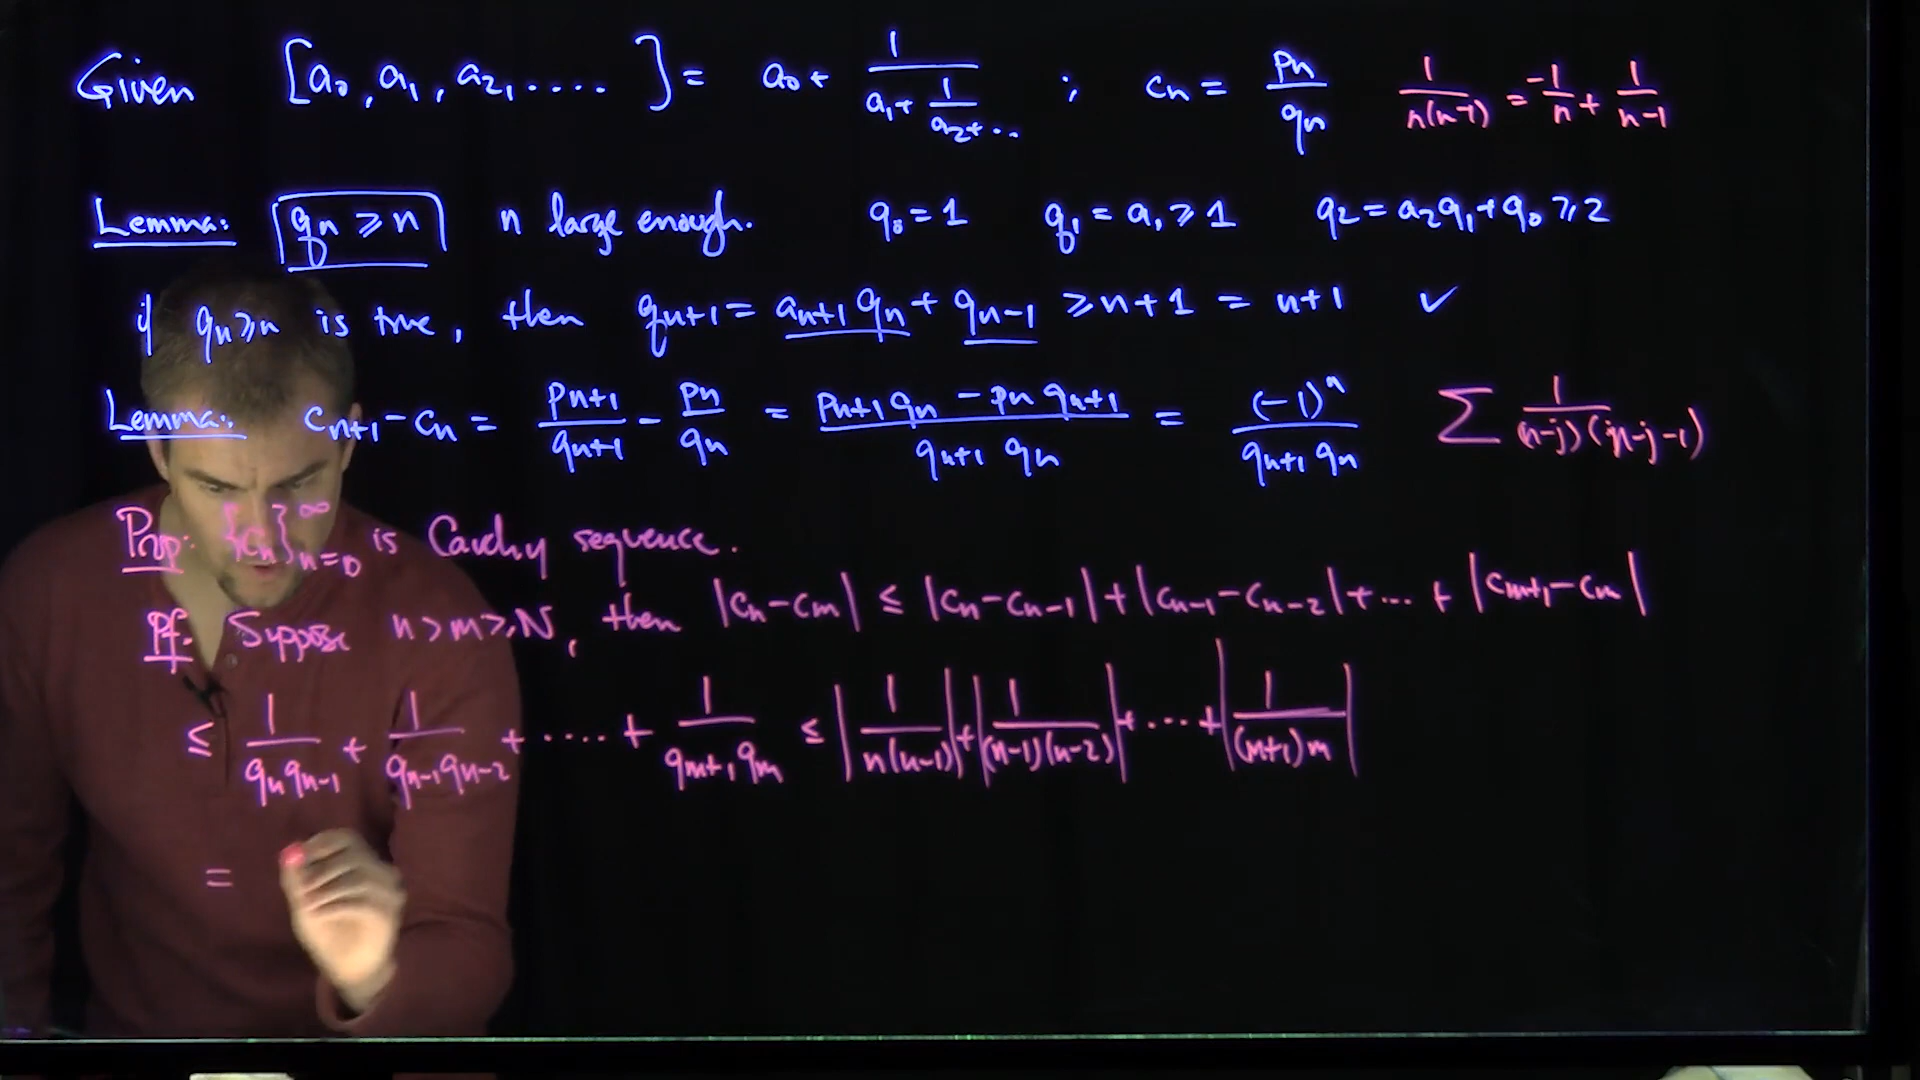 Given [a₀, a₁, a₂, ....] = a₀ + 1/(a₁ + 1/(a₂ + ...)) ; cₙ = pₙ/qₙ 1/(n(n-1)) = -1/n + 1/(n-1)
Lemma: qₙ ≥ n n large enough. q₀ = 1 q₁ = a₁ ≥ 1 q₂ = a₂q₁ + q₀ ≥ 2
if qₙ ≥ n is true, then qₙ₊₁ = aₙ₊₁qₙ + qₙ₋₁ ≥ n + 1 = n+1 ✓
Lemma: cₙ₊₁ - cₙ = pₙ₊₁/qₙ₊₁ - pₙ/qₙ = (pₙ₊₁qₙ - pₙqₙ₊₁)/(qₙ₊₁qₙ) = (-1)ⁿ/(qₙ₊₁qₙ) ∑ 1/((n-j)(n-j-1))
Prop: {cₙ}_{n=0}^∞ is Cauchy sequence.
Pf: Suppose n > m ≥ N, then |cₙ - cₘ| ≤ |cₙ - cₙ₋₁| + |cₙ₋₁ - cₙ₋₂| + ... + |cₘ₊₁ - cₘ|
≤ 1/(qₙqₙ₋₁) + 1/(qₙ₋₁qₙ₋₂) + .... + 1/(qₘ₊₁qₘ) ≤ |1/(n(n-1))| + |1/((n-1)(n-2))| + ... + |1/((m+1)m)|
=